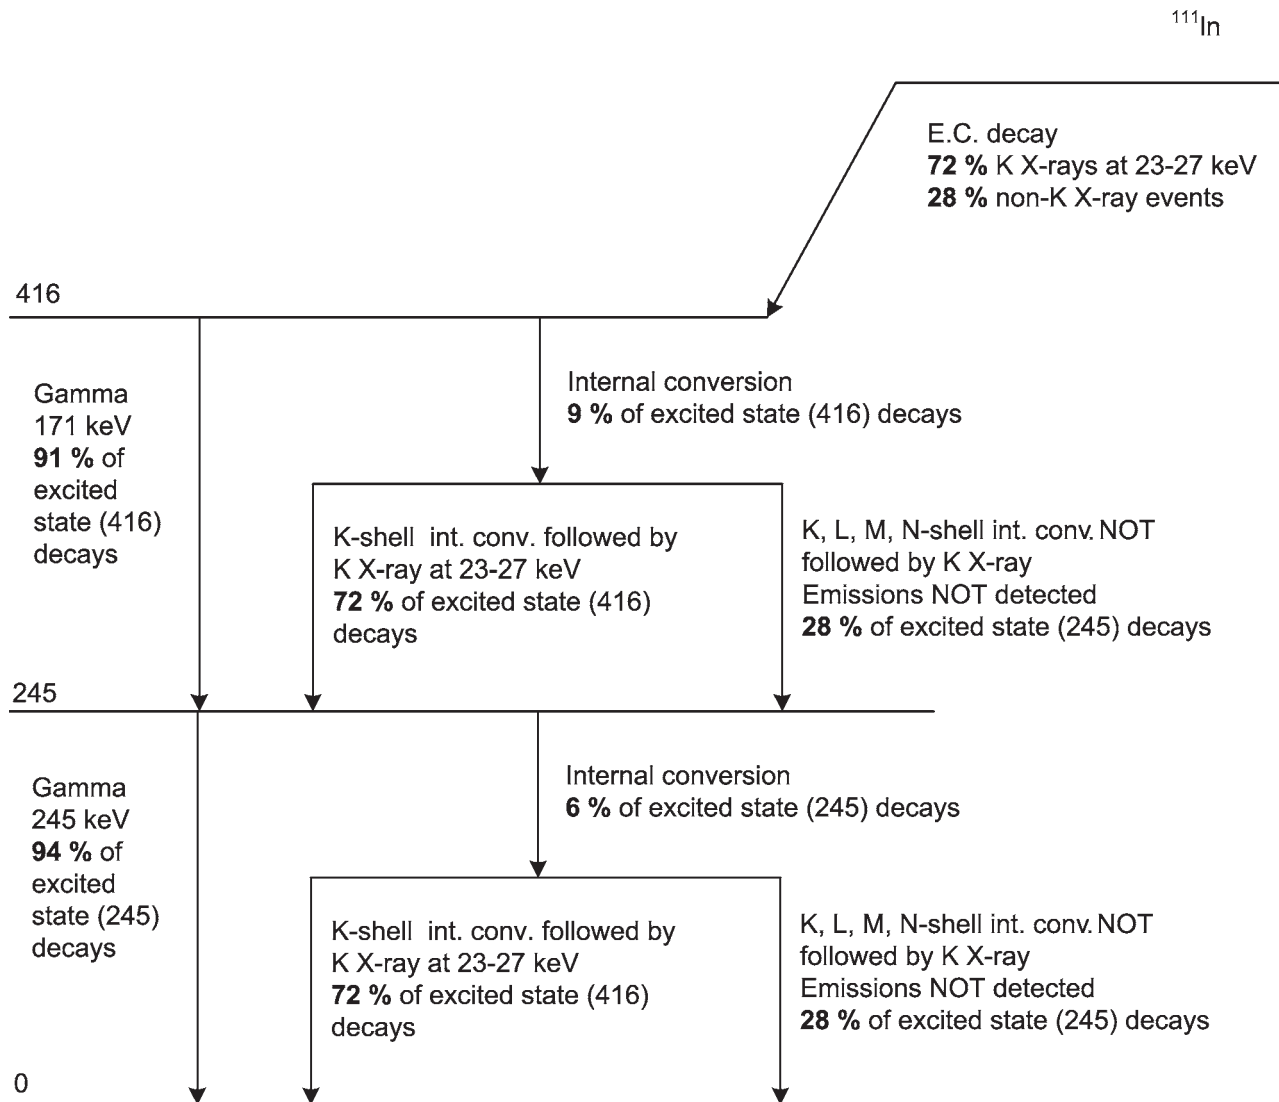 ¹¹¹In
E.C. decay
72 % K X-rays at 23-27 keV
28 % non-K X-ray events
416
Gamma
171 keV
91 % of
excited
state (416)
decays
Internal conversion
9 % of excited state (416) decays
K-shell int. conv. followed by
K X-ray at 23-27 keV
72 % of excited state (416)
decays
K, L, M, N-shell int. conv. NOT
followed by K X-ray
Emissions NOT detected
28 % of excited state (245) decays
245
Gamma
245 keV
94 % of
excited
state (245)
decays
Internal conversion
6 % of excited state (245) decays
K-shell int. conv. followed by
K X-ray at 23-27 keV
72 % of excited state (416)
decays
K, L, M, N-shell int. conv. NOT
followed by K X-ray
Emissions NOT detected
28 % of excited state (245) decays
0